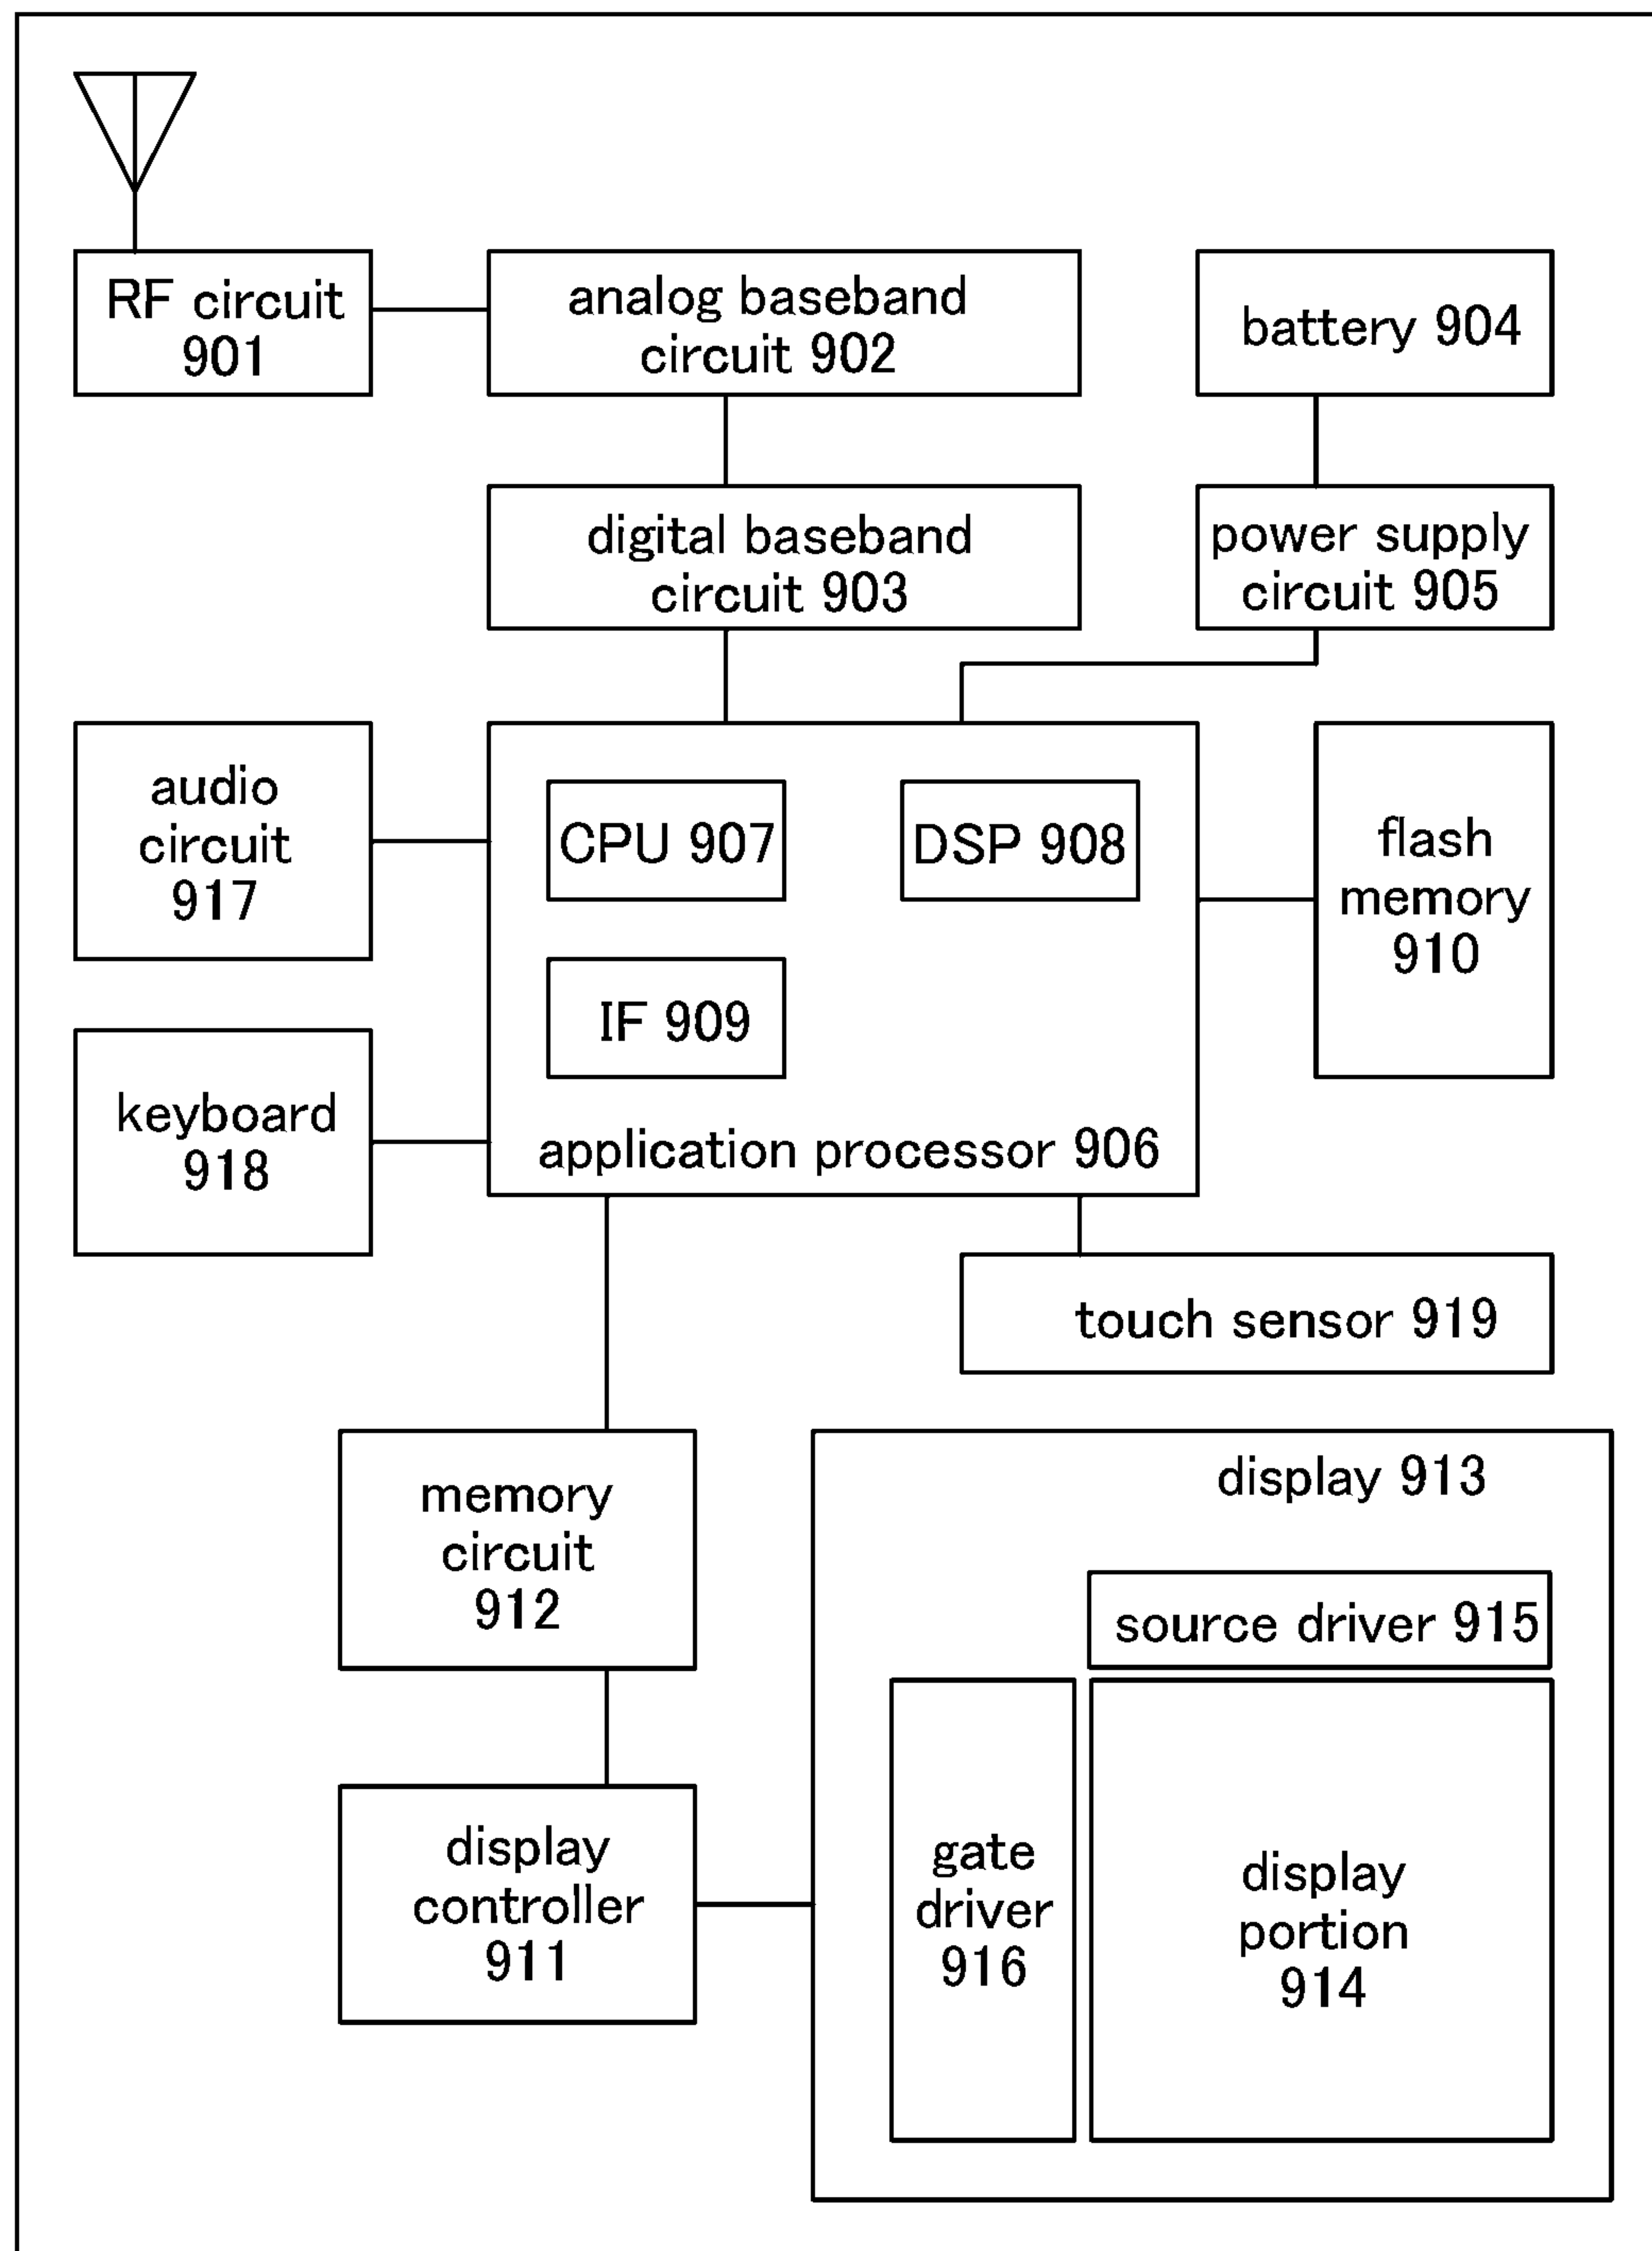 RF circuit
901
analog baseband
circuit 902
battery 904
digital baseband
circuit 903
power supply
circuit 905
audio
circuit
917
CPU 907
DSP 908
flash
memory
910
IF 909
keyboard
918
application processor 906
touch sensor 919
memory
circuit
912
display 913
source driver 915
display
controller
911
gate
driver
916
display
portion
914